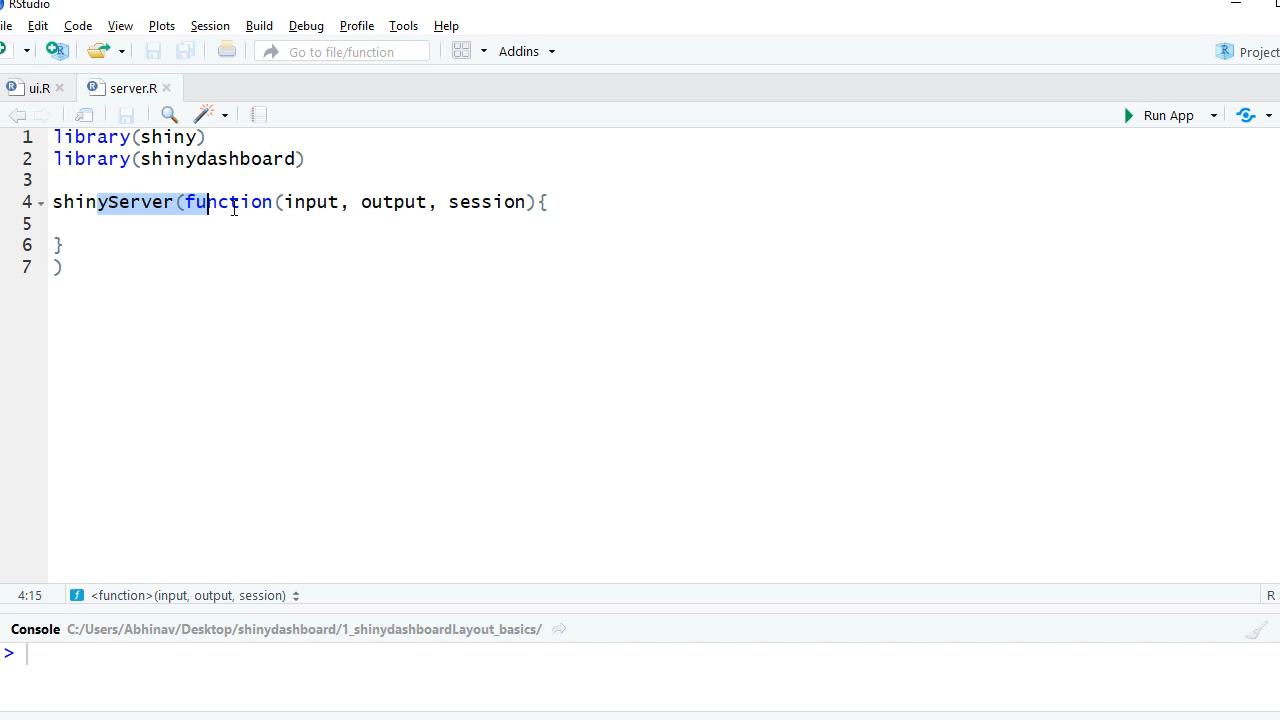 RStudio
ile Edit Code View Plots Session Build Debug Profile Tools Help
Go to file/function Addins Project
ui.R server.R
Run App
1 library(shiny)
2 library(shinydashboard)
3
4 shinyServer(function(input, output, session){
5
6 }
7 )
4:15 <function>(input, output, session) R
Console C:/Users/Abhinav/Desktop/shinydashboard/1_shinydashboardLayout_basics/
>